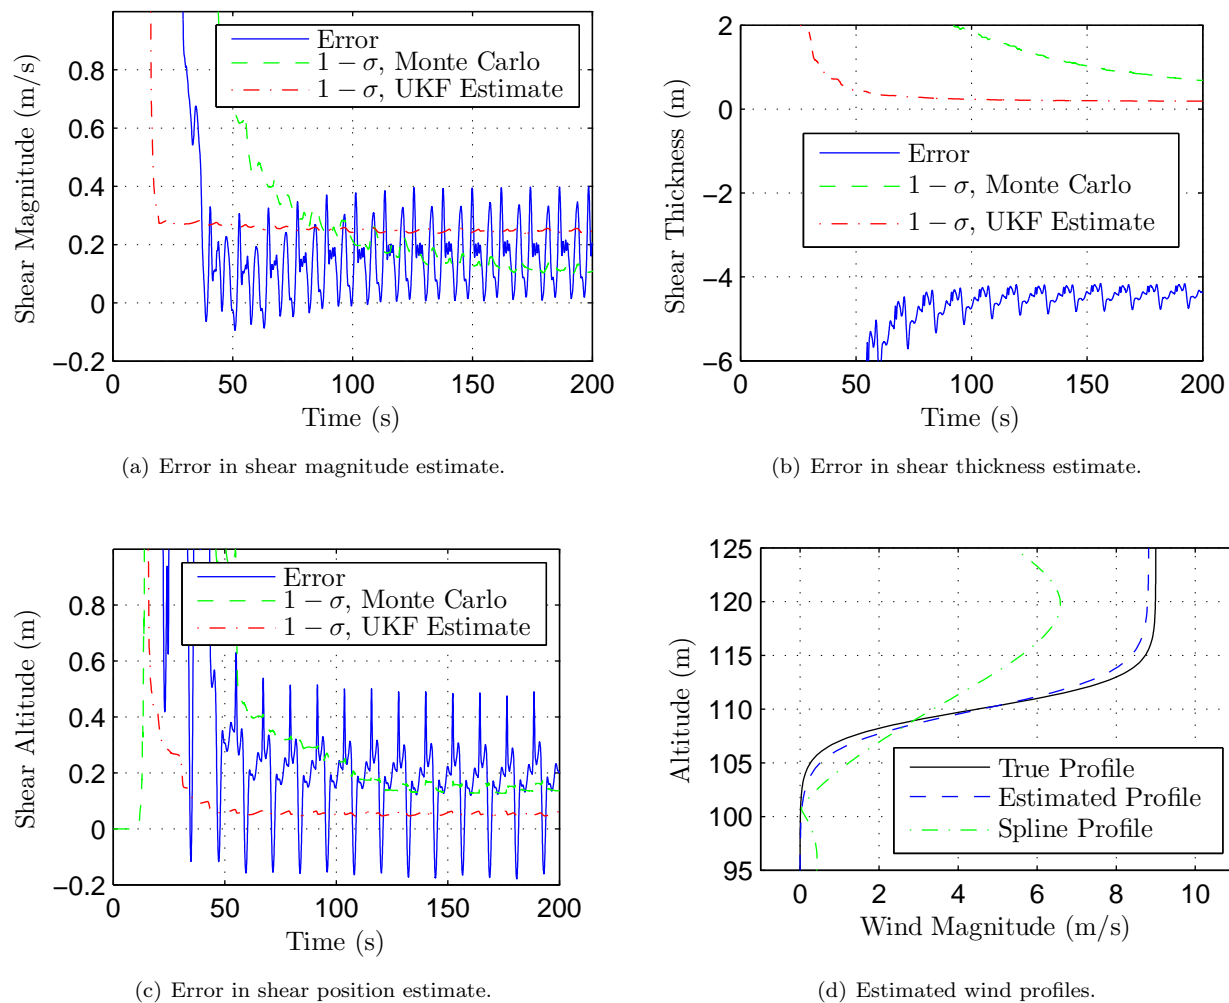 0.8
0.6
0.4
0.2
0
−0.2
Shear Magnitude (m/s)
Error
1 − σ, Monte Carlo
1 − σ, UKF Estimate
0 50 100 150 200
Time (s)
(a) Error in shear magnitude estimate.
2
0
−2
−4
−6
Shear Thickness (m)
Error
1 − σ, Monte Carlo
1 − σ, UKF Estimate
0 50 100 150 200
Time (s)
(b) Error in shear thickness estimate.
0.8
0.6
0.4
0.2
0
−0.2
Shear Altitude (m)
Error
1 − σ, Monte Carlo
1 − σ, UKF Estimate
0 50 100 150 200
Time (s)
(c) Error in shear position estimate.
125
120
115
110
105
100
95
Altitude (m)
True Profile
Estimated Profile
Spline Profile
0 2 4 6 8 10
Wind Magnitude (m/s)
(d) Estimated wind profiles.